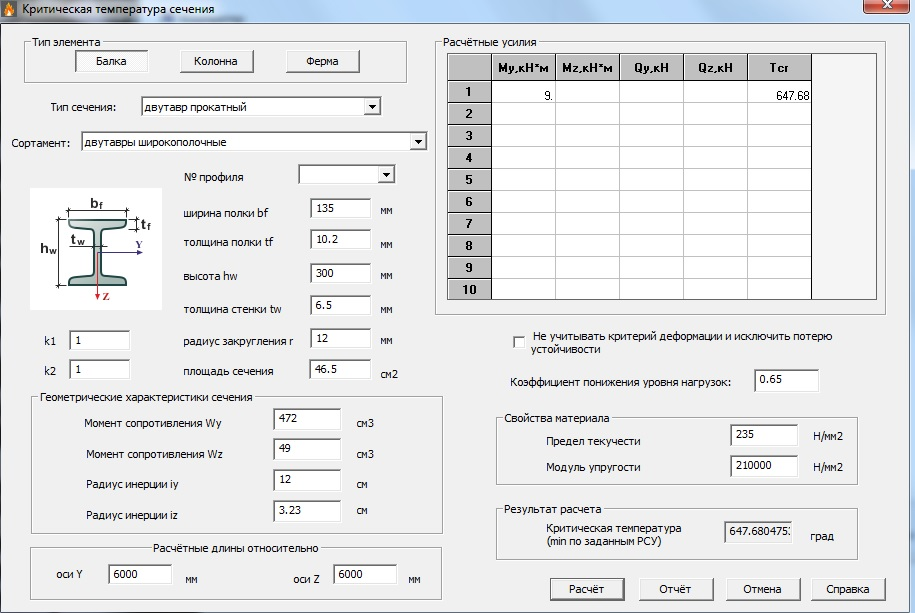 Критическая температура сечения
Тип элемента
Балка Колонна Ферма
Тип сечения: двутавр прокатный
Сортамент: двутавры широкополочные
№ профиля
bf
tf
tw
hw
Y
Z
ширина полки bf 135 мм
толщина полки tf 10.2 мм
высота hw 300 мм
толщина стенки tw 6.5 мм
радиус закругления r 12 мм
площадь сечения 46.5 см2
k1 1
k2 1
Геометрические характеристики сечения
Момент сопротивления Wy 472 см3
Момент сопротивления Wz 49 см3
Радиус инерции iy 12 см
Радиус инерции iz 3.23 см
Расчётные длины относительно
оси Y 6000 мм оси Z 6000 мм
Расчётные усилия
My,кН*м Mz,кН*м Qy,кН Qz,кН Tcr
1 9. 647.68
2
3
4
5
6
7
8
9
10
Не учитывать критерий деформации и исключить потерю
устойчивости
Коэффициент понижения уровня нагрузок: 0.65
Свойства материала
Предел текучести 235 Н/мм2
Модуль упругости 210000 Н/мм2
Результат расчета
Критическая температура
(min по заданным РСУ) 647.6804753 град
Расчёт Отчёт Отмена Справка